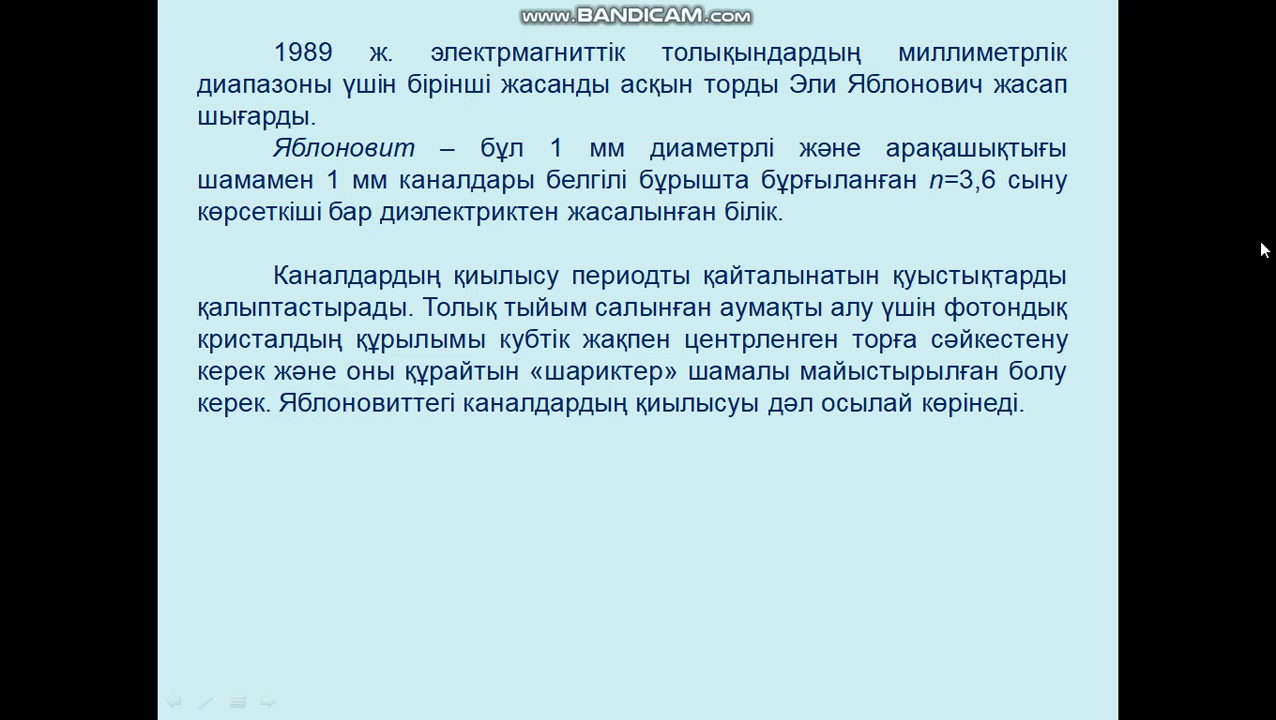 www.BANDICAM.com
1989 ж. электрмагниттік толықындардың миллиметрлік
диапазоны үшін бірінші жасанды асқын торды Эли Яблонович жасап
шығарды.
Яблоновит – бұл 1 мм диаметрлі және арақашықтығы
шамамен 1 мм каналдары белгілі бұрышта бұрғыланған n=3,6 сыну
көрсеткіші бар диэлектриктен жасалынған білік.
Каналдардың қиылысу периодты қайталынатын қуыстықтарды
қалыптастырады. Толық тыйым салынған аумақты алу үшін фотондық
кристалдың құрылымы кубтік жақпен центрленген торға сәйкестену
керек және оны құрайтын «шариктер» шамалы майыстырылған болу
керек. Яблоновиттегі каналдардың қиылысуы дәл осылай көрінеді.